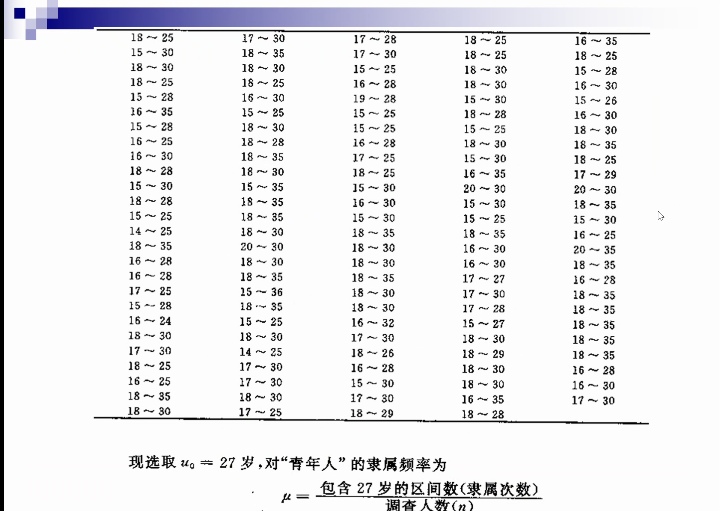 18 ~ 25 17 ~ 30 17 ~ 28 18 ~ 25 16 ~ 35
15 ~ 30 18 ~ 35 17 ~ 30 18 ~ 25 18 ~ 25
18 ~ 30 18 ~ 30 15 ~ 25 18 ~ 30 15 ~ 28
18 ~ 25 18 ~ 25 16 ~ 28 18 ~ 30 16 ~ 30
15 ~ 28 16 ~ 30 19 ~ 28 15 ~ 30 15 ~ 26
16 ~ 35 15 ~ 25 15 ~ 25 18 ~ 28 16 ~ 30
15 ~ 28 18 ~ 30 15 ~ 25 15 ~ 25 18 ~ 30
16 ~ 25 18 ~ 28 16 ~ 28 18 ~ 30 18 ~ 35
16 ~ 30 18 ~ 35 17 ~ 25 15 ~ 30 18 ~ 25
18 ~ 28 18 ~ 30 18 ~ 25 16 ~ 35 17 ~ 29
15 ~ 30 15 ~ 35 15 ~ 30 20 ~ 30 20 ~ 30
18 ~ 28 18 ~ 35 16 ~ 30 15 ~ 30 18 ~ 35
15 ~ 25 18 ~ 35 15 ~ 30 15 ~ 25 15 ~ 30
14 ~ 25 18 ~ 30 18 ~ 35 18 ~ 35 16 ~ 25
18 ~ 35 20 ~ 30 18 ~ 30 16 ~ 30 20 ~ 35
16 ~ 28 18 ~ 30 18 ~ 30 16 ~ 30 18 ~ 35
16 ~ 28 18 ~ 35 18 ~ 35 17 ~ 27 16 ~ 28
17 ~ 25 15 ~ 36 18 ~ 30 17 ~ 30 18 ~ 35
15 ~ 28 18 ~ 35 18 ~ 30 17 ~ 28 18 ~ 35
16 ~ 24 15 ~ 25 16 ~ 32 15 ~ 27 18 ~ 35
18 ~ 30 18 ~ 30 17 ~ 30 18 ~ 30 18 ~ 35
17 ~ 30 14 ~ 25 18 ~ 26 18 ~ 29 18 ~ 35
18 ~ 25 17 ~ 30 16 ~ 28 18 ~ 30 16 ~ 28
16 ~ 25 17 ~ 30 15 ~ 30 18 ~ 30 16 ~ 30
18 ~ 35 18 ~ 30 17 ~ 30 16 ~ 35 17 ~ 30
18 ~ 30 17 ~ 25 18 ~ 29 18 ~ 28
现选取 u₀ = 27 岁,对“青年人”的隶属频率为
μ = 包含 27 岁的区间数(隶属次数)
调查人数(n)